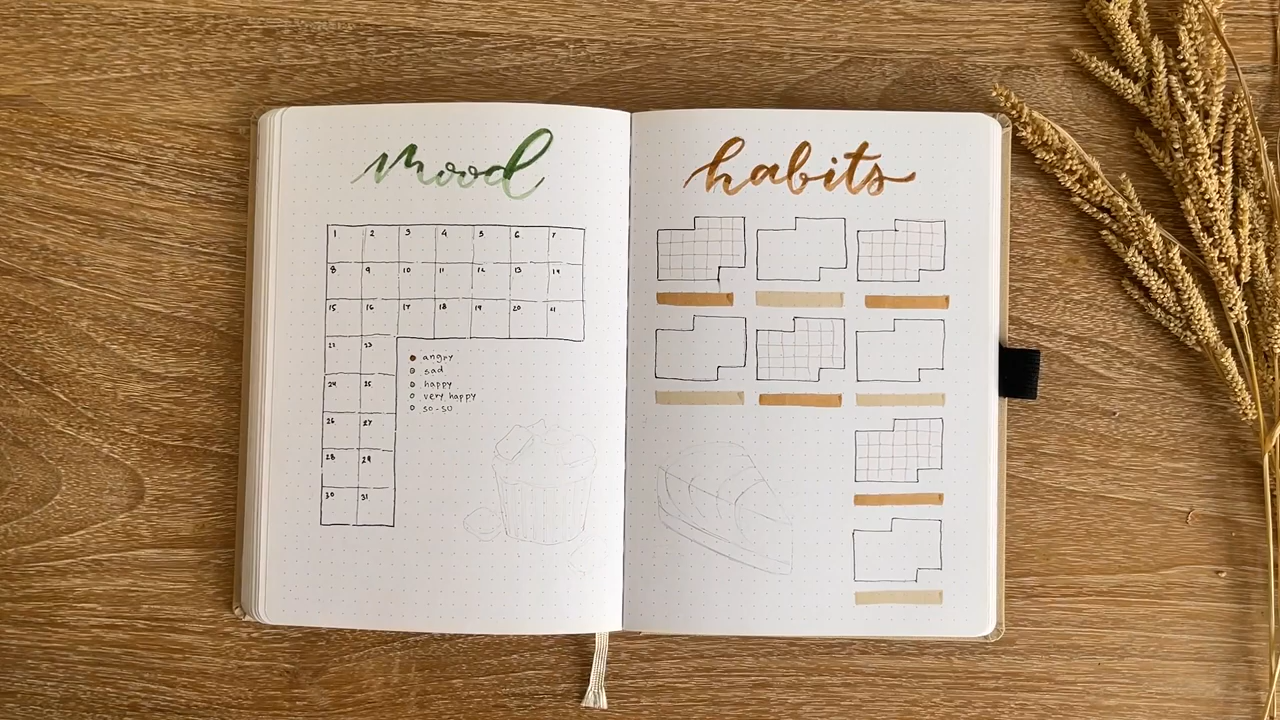 mood
1 2 3 4 5 6 7
8 9 10 11 12 13 14
15 16 17 18 19 20 21
22 23
24 25
26 27
28 29
30 31
angry
sad
happy
very happy
so-so
habits